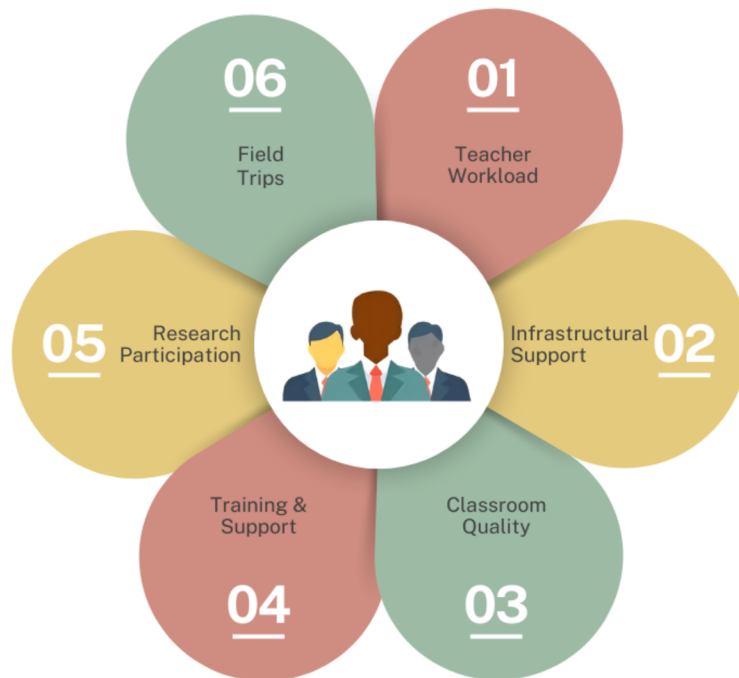 01
Teacher
Workload
Infrastructural
Support
02
Classroom
Quality
03
Training &
Support
04
05
Research
Participation
06
Field
Trips